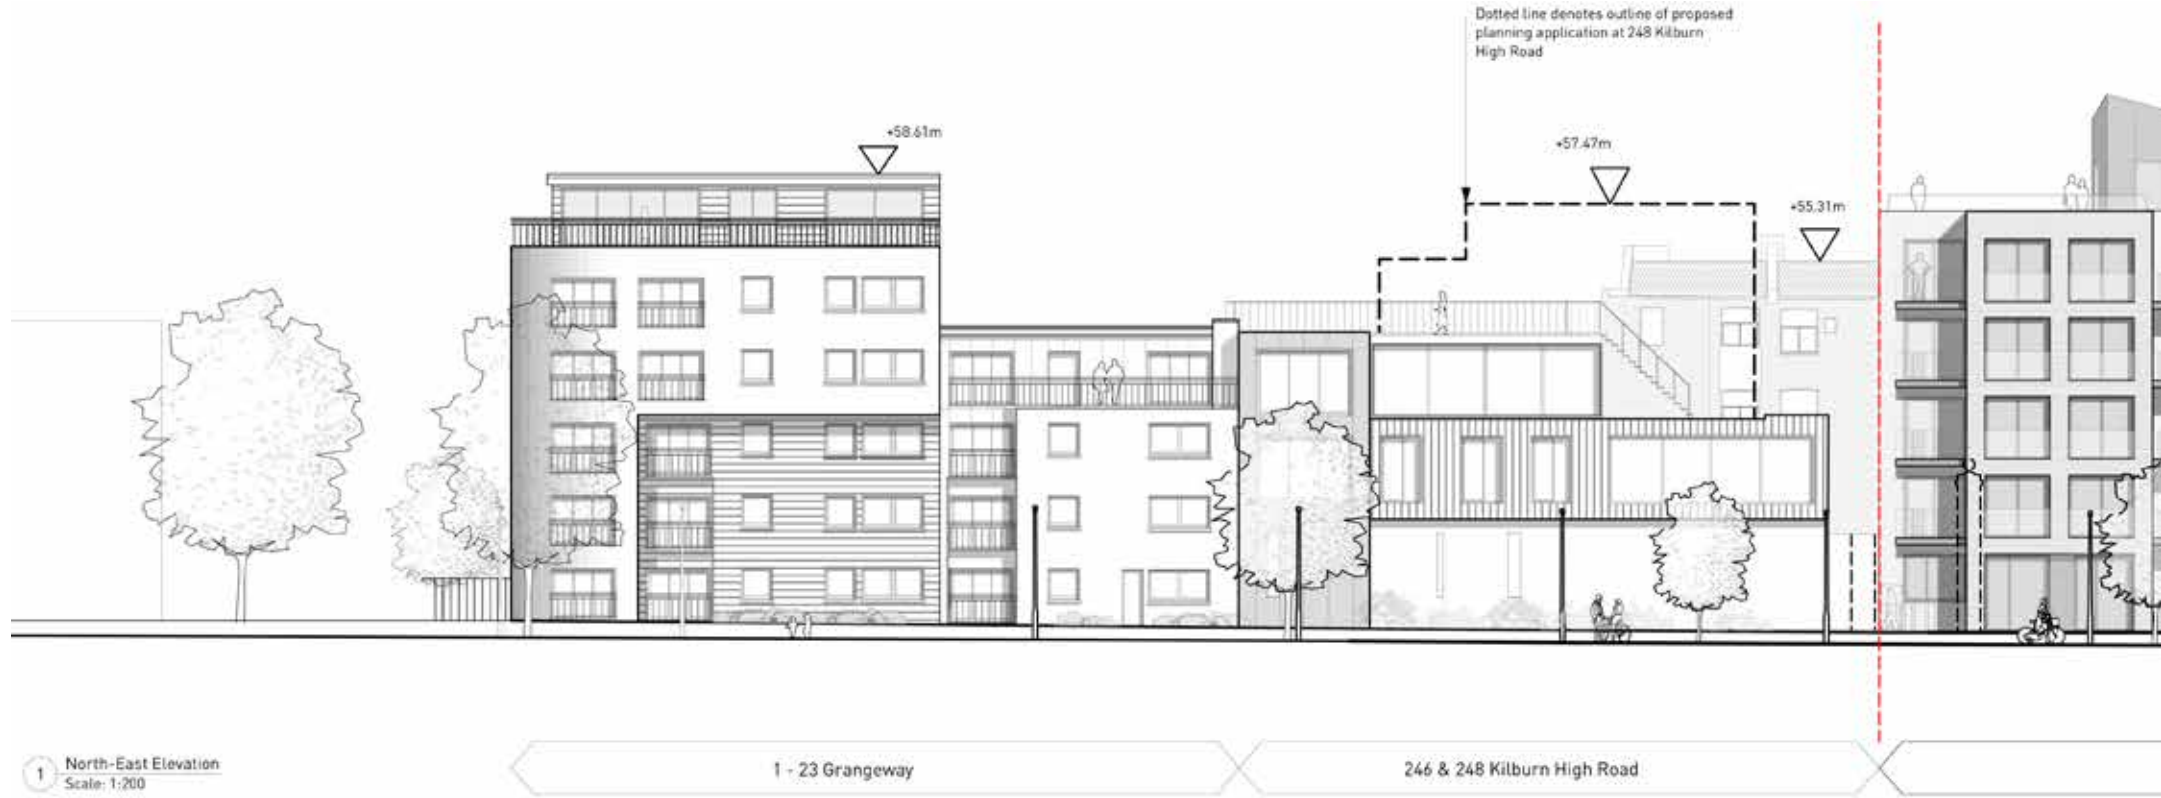 Dotted line denotes outline of proposed
planning application at 248 Kilburn
High Road
+58.61m
+57.47m
+55.31m
1
North-East Elevation
Scale: 1:200
1 - 23 Grangeway
246 & 248 Kilburn High Road